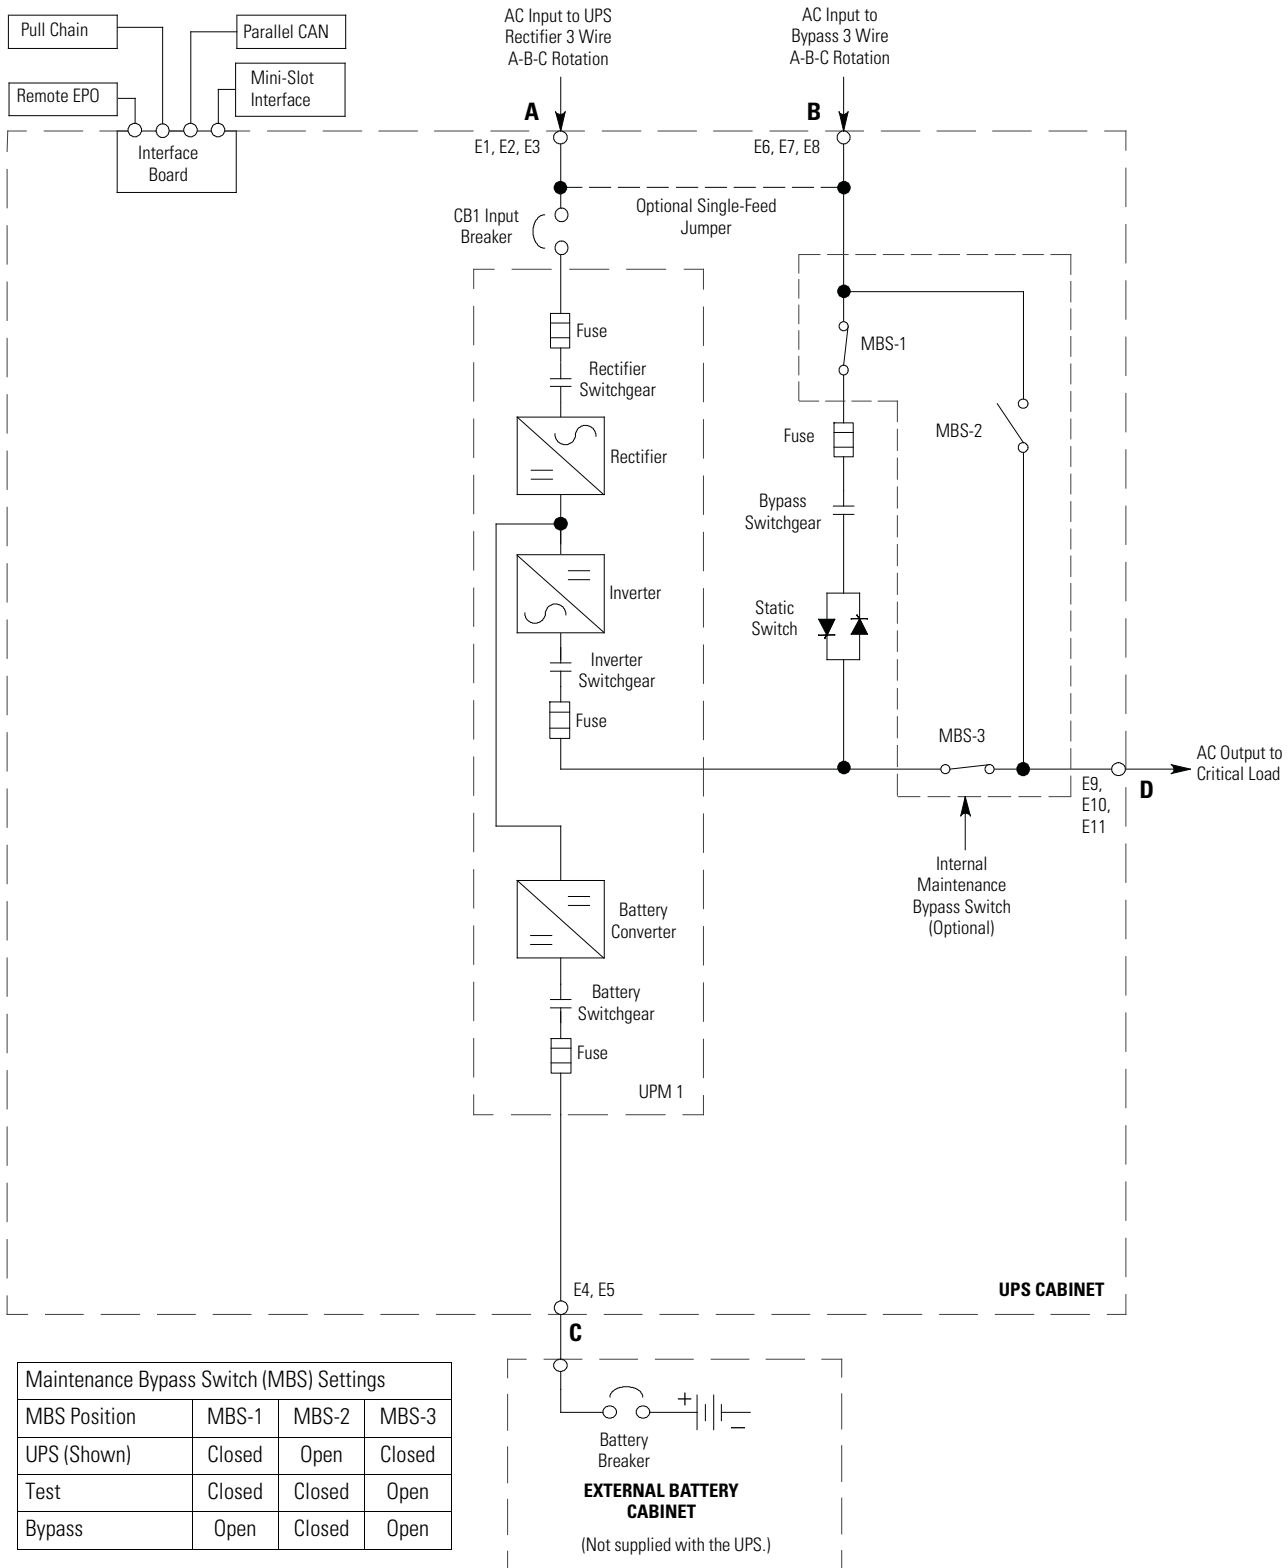 Pull Chain
Parallel CAN
Remote EPO
Mini-Slot
Interface
Interface
Board
AC Input to UPS
Rectifier 3 Wire
A-B-C Rotation
AC Input to
Bypass 3 Wire
A-B-C Rotation
A
B
E1, E2, E3
E6, E7, E8
Optional Single-Feed
Jumper
CB1 Input
Breaker
Fuse
Rectifier
Switchgear
Rectifier
Inverter
Inverter
Switchgear
Fuse
MBS-1
MBS-2
Fuse
Bypass
Switchgear
Static
Switch
MBS-3
AC Output to
Critical Load
E9,
E10,
E11
D
Internal
Maintenance
Bypass Switch
(Optional)
Battery
Converter
Battery
Switchgear
Fuse
UPM 1
E4, E5
UPS CABINET
C
Maintenance Bypass Switch (MBS) Settings
MBS Position MBS-1 MBS-2 MBS-3
UPS (Shown) Closed Open Closed
Test Closed Closed Open
Bypass Open Closed Open
+
–
Battery
Breaker
EXTERNAL BATTERY
CABINET
(Not supplied with the UPS.)